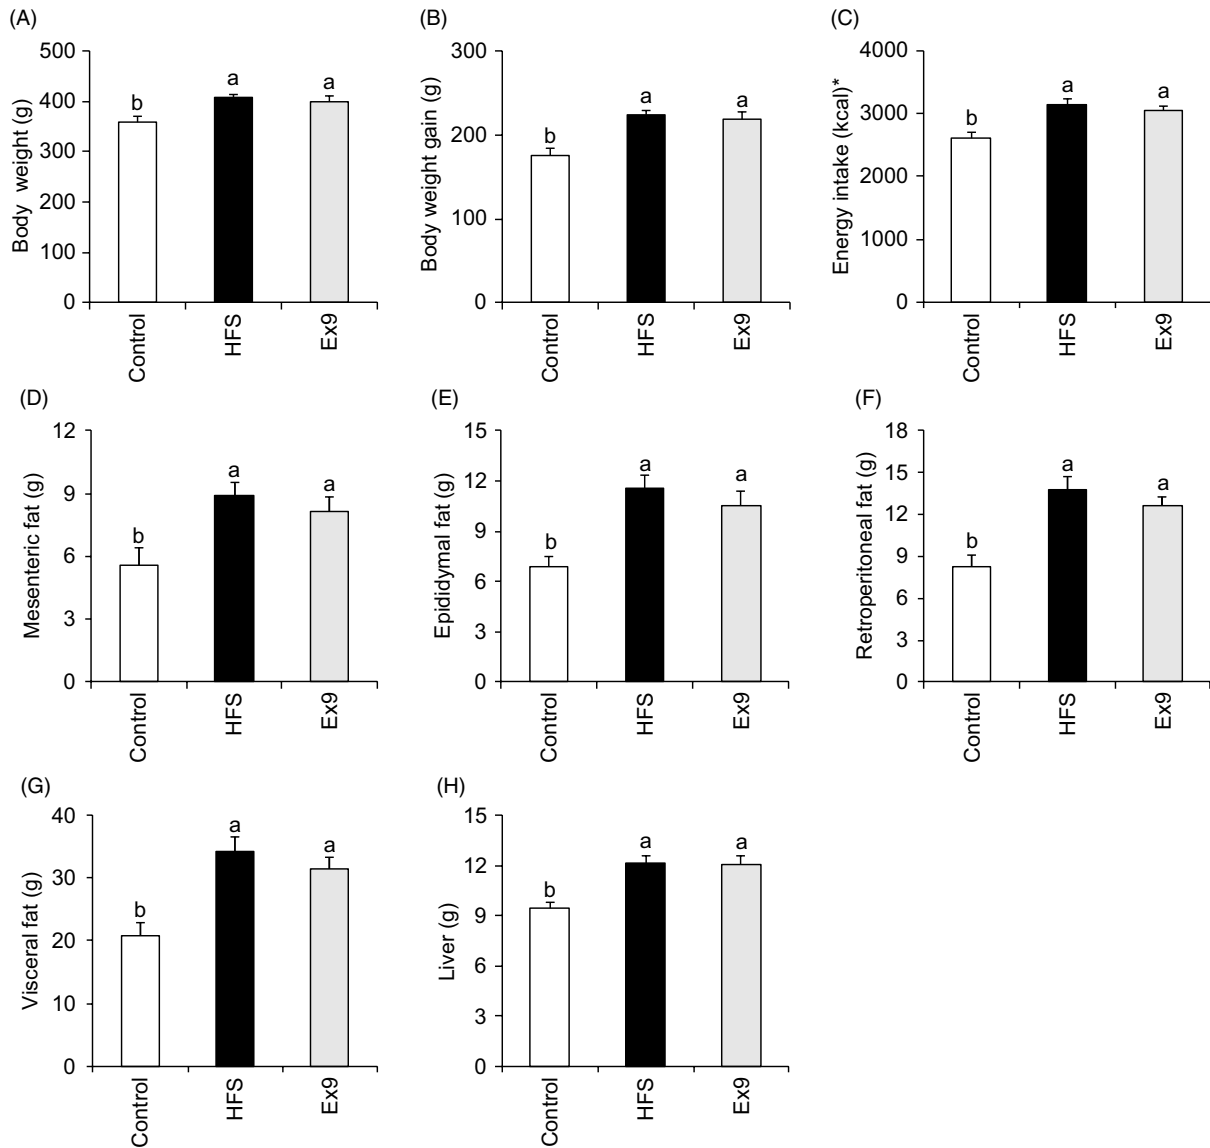 (A)
Body weight (g)
500
400
300
200
100
0
b
a
a
Control
HFS
Ex9
(B)
Body weight gain (g)
300
200
100
0
b
a
a
Control
HFS
Ex9
(C)
Energy intake (kcal)*
4000
3000
2000
1000
0
b
a
a
Control
HFS
Ex9
(D)
Mesenteric fat (g)
12
9
6
3
0
b
a
a
Control
HFS
Ex9
(E)
Epididymal fat (g)
15
12
9
6
3
0
b
a
a
Control
HFS
Ex9
(F)
Retroperitoneal fat (g)
18
15
12
9
6
3
0
b
a
a
Control
HFS
Ex9
(G)
Visceral fat (g)
40
30
20
10
0
b
a
a
Control
HFS
Ex9
(H)
Liver (g)
15
12
9
6
3
0
b
a
a
Control
HFS
Ex9